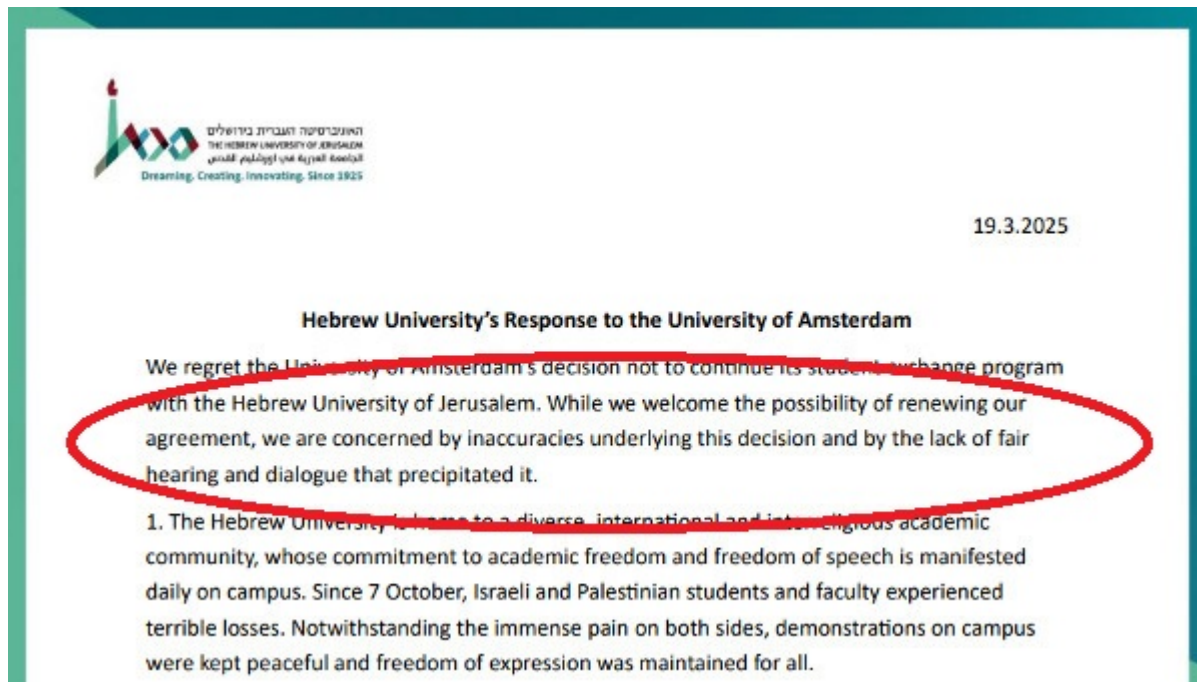 האוניברסיטה העברית בירושלים
THE HEBREW UNIVERSITY OF JERUSALEM
الجامعة العبرية في اورشليم القدس
Dreaming. Creating. Innovating. Since 1925
19.3.2025
Hebrew University's Response to the University of Amsterdam
We regret the University of Amsterdam's decision not to continue its student exchange program
with the Hebrew University of Jerusalem. While we welcome the possibility of renewing our
agreement, we are concerned by inaccuracies underlying this decision and by the lack of fair
hearing and dialogue that precipitated it.
1. The Hebrew University is home to a diverse, international and interreligious academic
community, whose commitment to academic freedom and freedom of speech is manifested
daily on campus. Since 7 October, Israeli and Palestinian students and faculty experienced
terrible losses. Notwithstanding the immense pain on both sides, demonstrations on campus
were kept peaceful and freedom of expression was maintained for all.